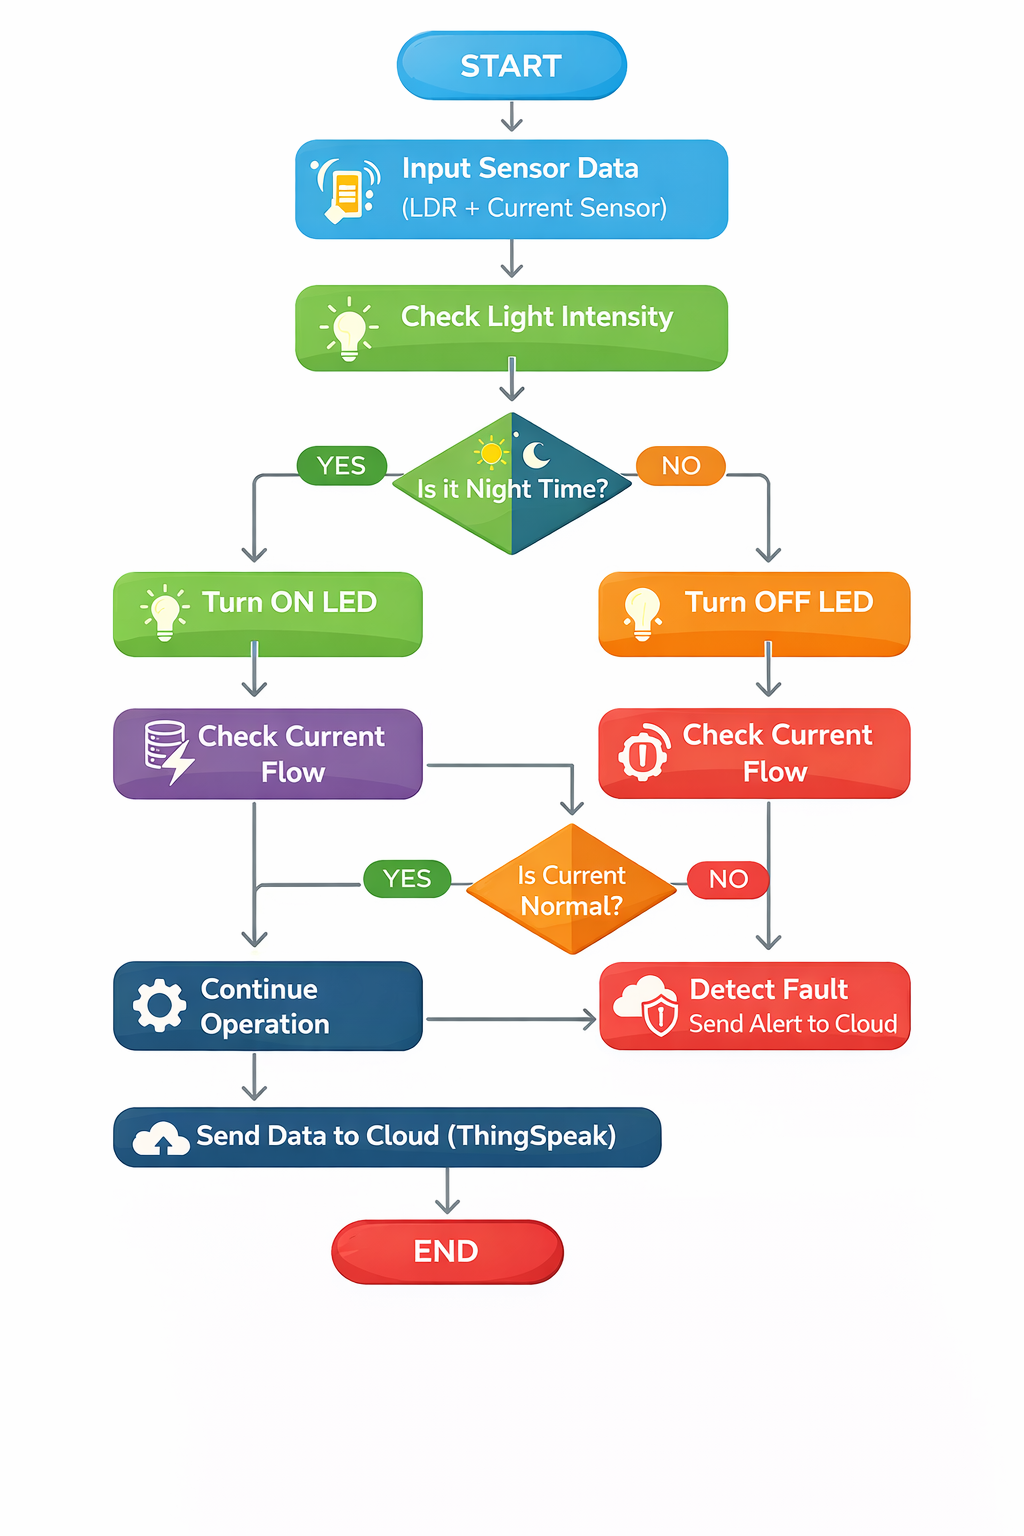 START
Input Sensor Data
(LDR + Current Sensor)
Check Light Intensity
YES
Is it Night Time?
NO
Turn ON LED
Turn OFF LED
Check Current
Flow
Check Current
Flow
YES
Is Current
Normal?
NO
Continue
Operation
Detect Fault
Send Alert to Cloud
Send Data to Cloud (ThingSpeak)
END